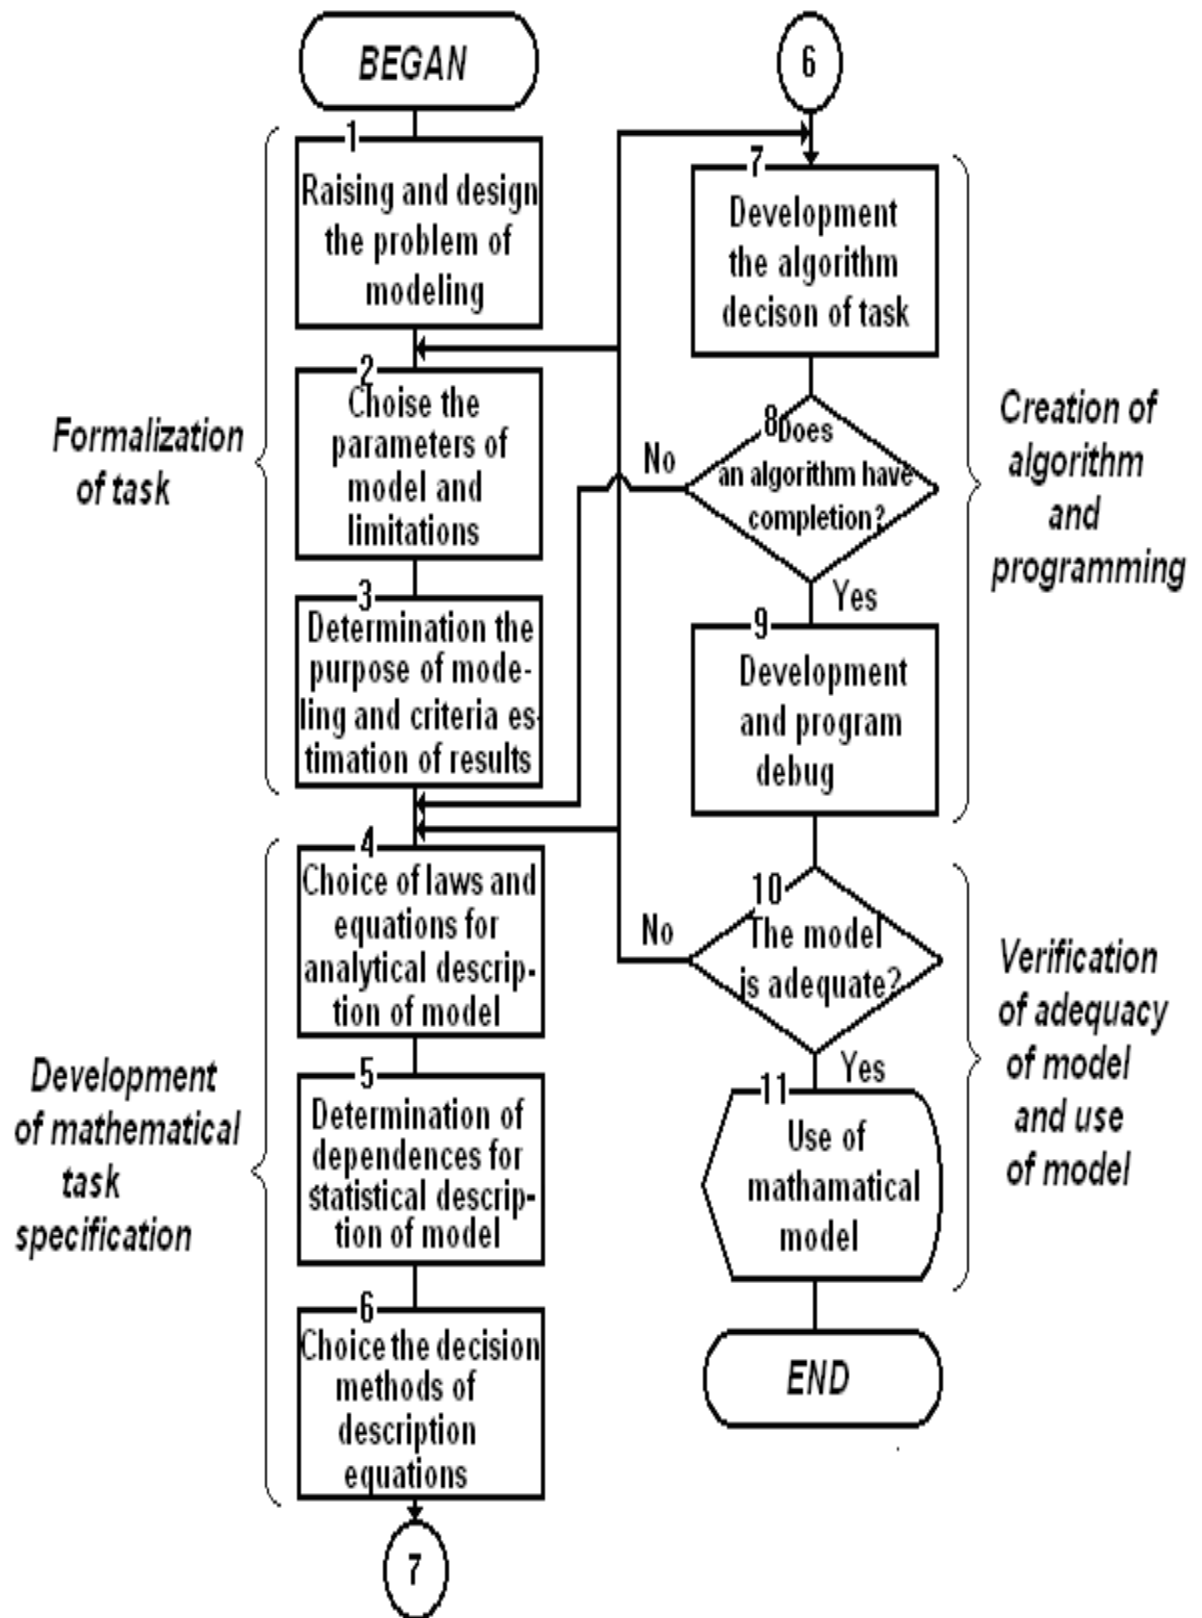 BEGAN
1
Raising and design
the problem of
modeling
2
Choise the
parameters of
model and
limitations
3
Determination the
purpose of mode-
ling and criteria es-
timation of results
Formalization
of task
4
Choice of laws and
equations for
analytical descrip-
tion of model
5
Determination of
dependences for
statistical descrip-
tion of model
6
Choice the decision
methods of
description
equations
7
Development
of mathematical
task
specification
6
7
Development
the algorithm
decison of task
8
Does
an algorithm have
completion?
No
Yes
9
Development
and program
debug
Creation of
algorithm
and
programming
10
The model
is adequate?
No
Yes
11
Use of
mathamatical
model
END
Verification
of adequacy
of model
and use
of model